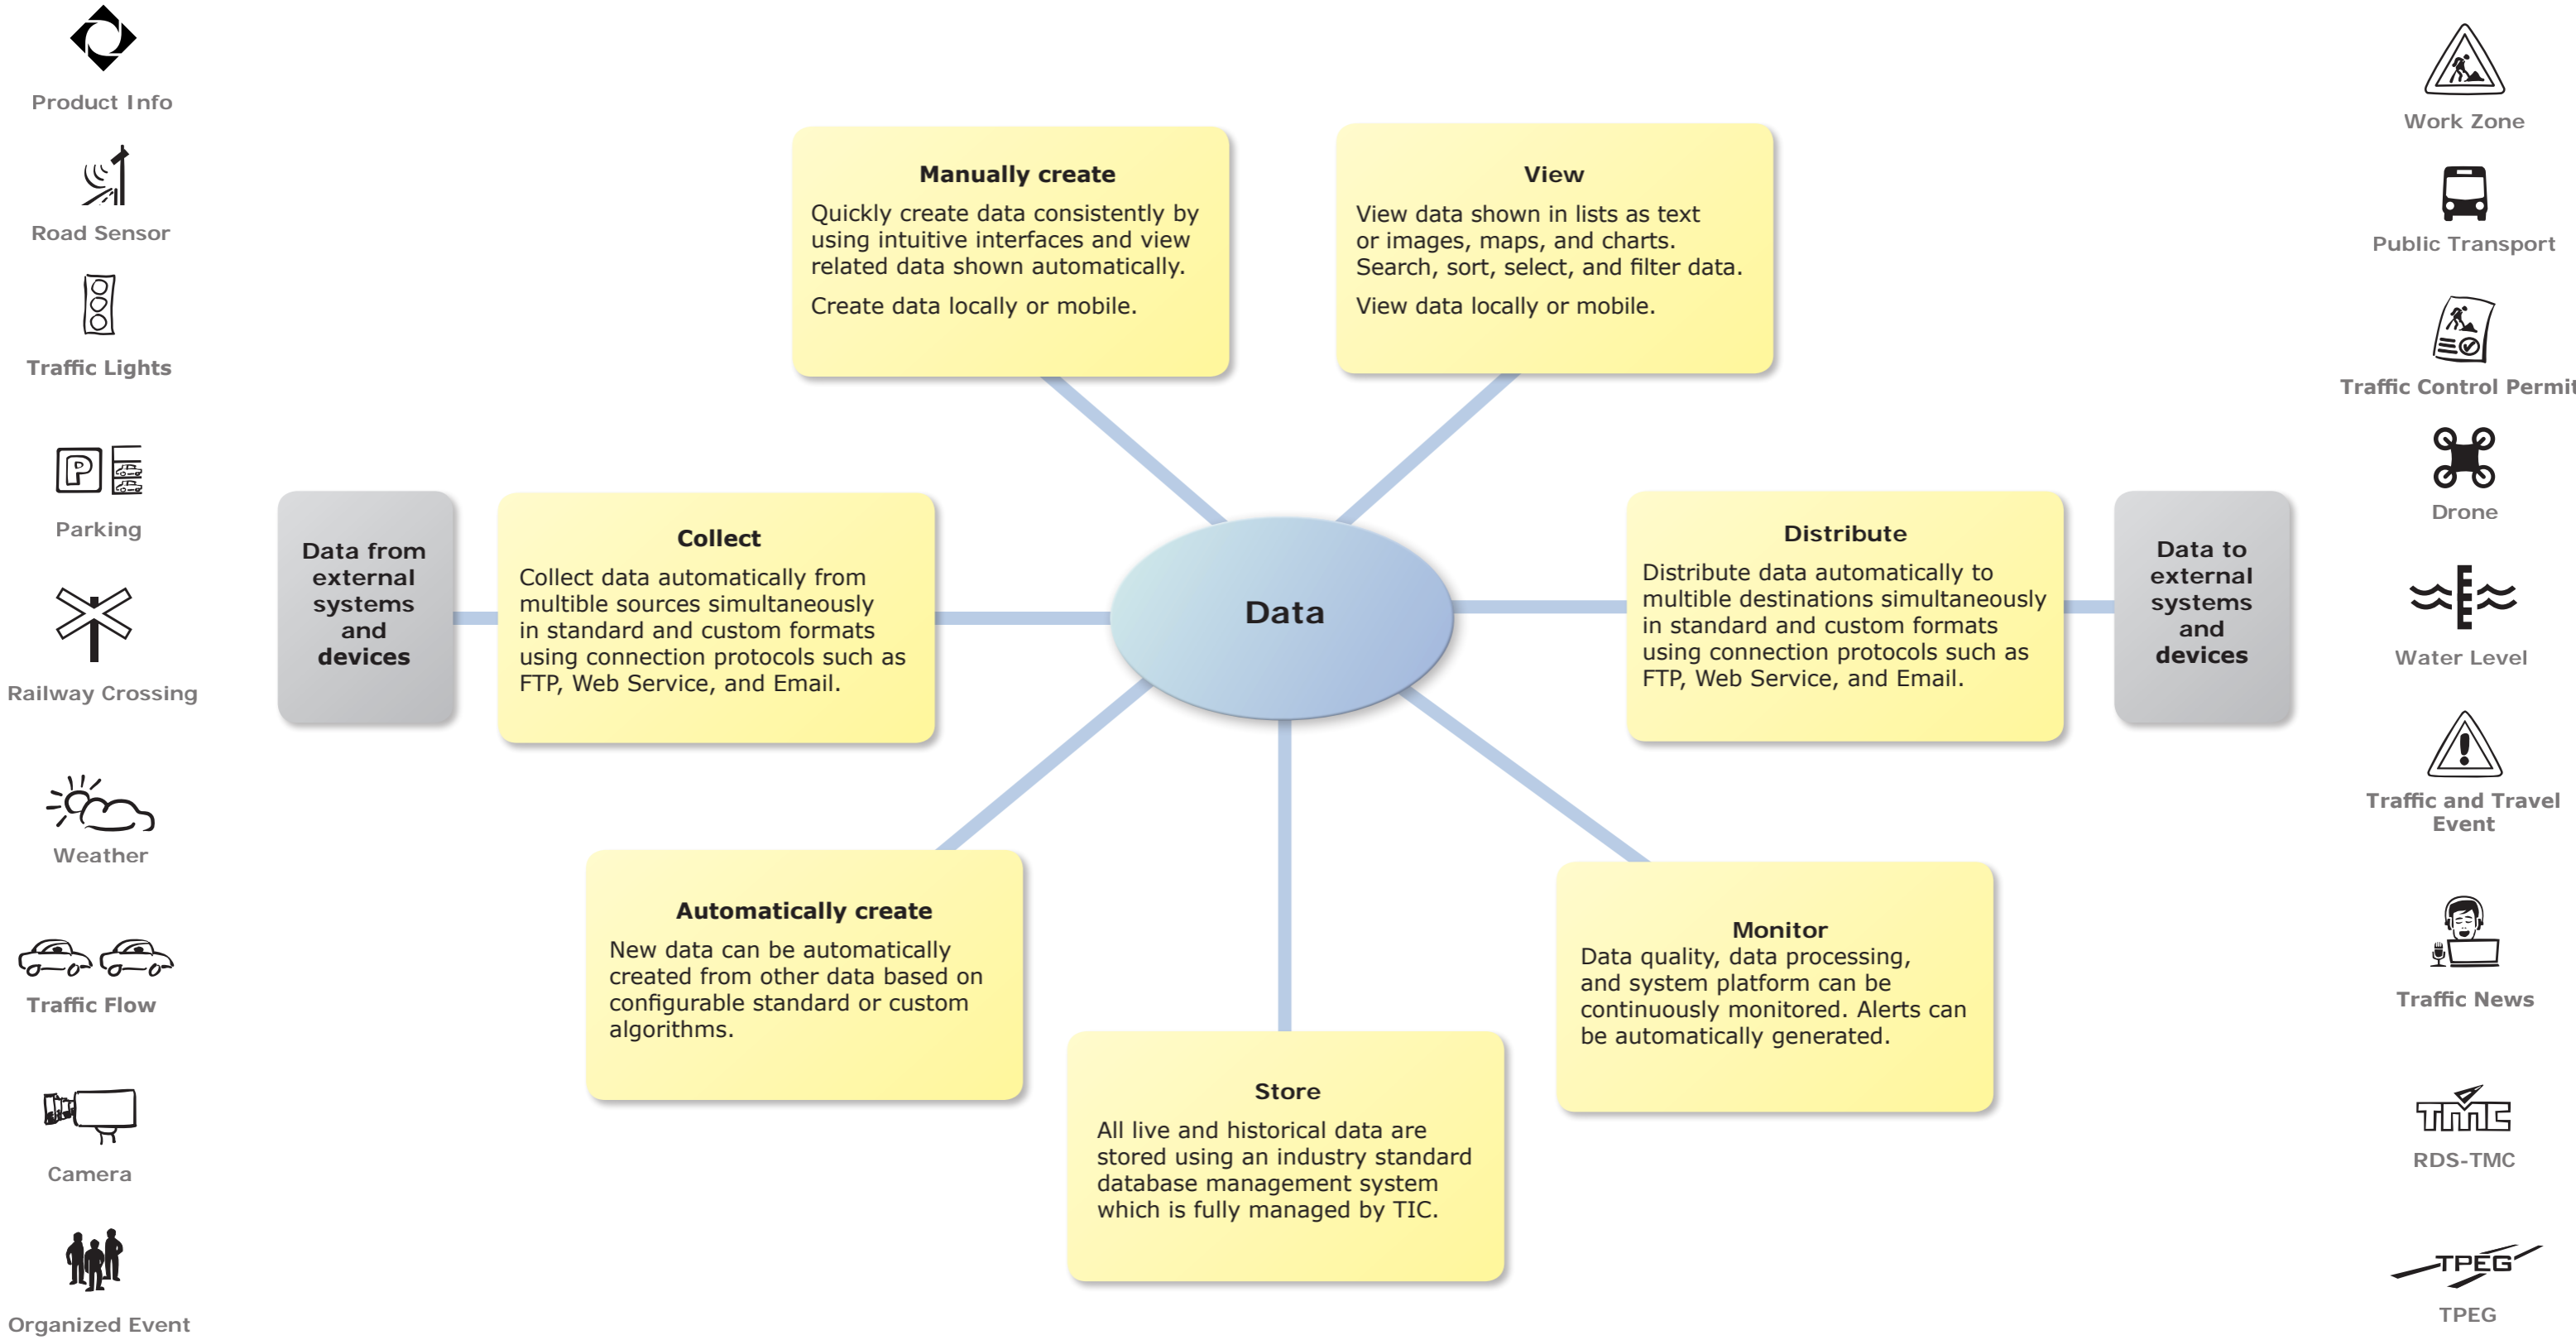 Product Info
Road Sensor
Traffic Lights
P
Parking
Railway Crossing
Weather
Traffic Flow
Camera
Organized Event
Manually create
Quickly create data consistently by
using intuitive interfaces and view
related data shown automatically.
Create data locally or mobile.
View
View data shown in lists as text
or images, maps, and charts.
Search, sort, select, and filter data.
View data locally or mobile.
Data from
external
systems
and
devices
Collect
Collect data automatically from
multible sources simultaneously
in standard and custom formats
using connection protocols such as
FTP, Web Service, and Email.
Data
Distribute
Distribute data automatically to
multible destinations simultaneously
in standard and custom formats
using connection protocols such as
FTP, Web Service, and Email.
Data to
external
systems
and
devices
Automatically create
New data can be automatically
created from other data based on
configurable standard or custom
algorithms.
Store
All live and historical data are
stored using an industry standard
database management system
which is fully managed by TIC.
Monitor
Data quality, data processing,
and system platform can be
continuously monitored. Alerts can
be automatically generated.
Work Zone
Public Transport
Traffic Control Permit
Drone
Water Level
Traffic and Travel
Event
Traffic News
TMC
RDS-TMC
TPEG
TPEG